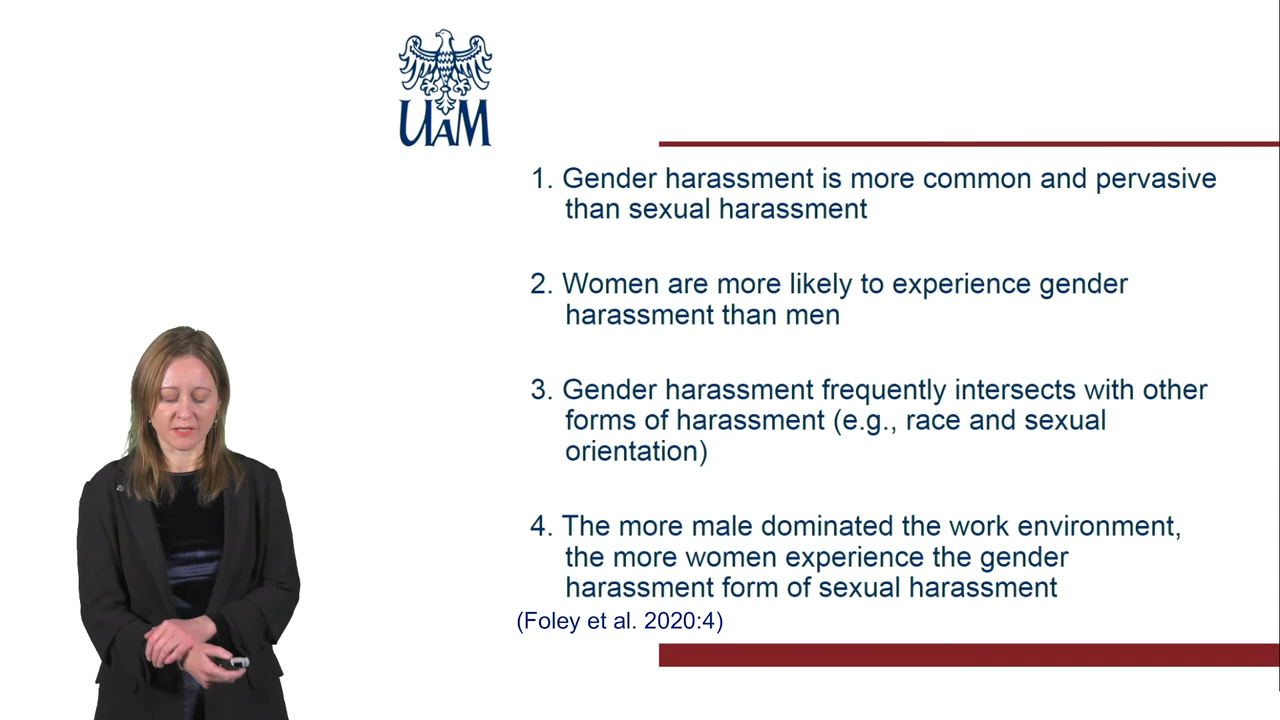 UAM
1. Gender harassment is more common and pervasive
than sexual harassment
2. Women are more likely to experience gender
harassment than men
3. Gender harassment frequently intersects with other
forms of harassment (e.g., race and sexual
orientation)
4. The more male dominated the work environment,
the more women experience the gender
harassment form of sexual harassment
(Foley et al. 2020:4)